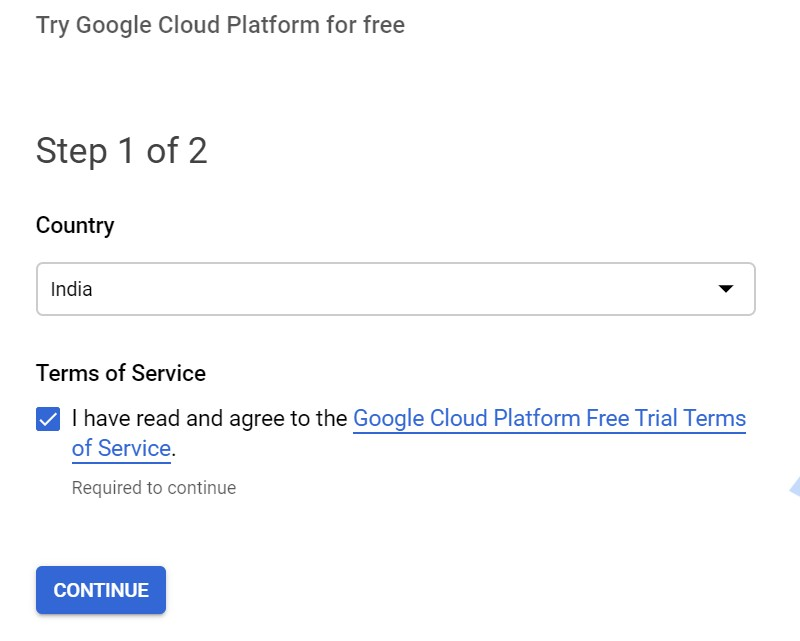 Try Google Cloud Platform for free
Step 1 of 2
Country
India
Terms of Service
I have read and agree to the Google Cloud Platform Free Trial Terms
of Service.
Required to continue
CONTINUE